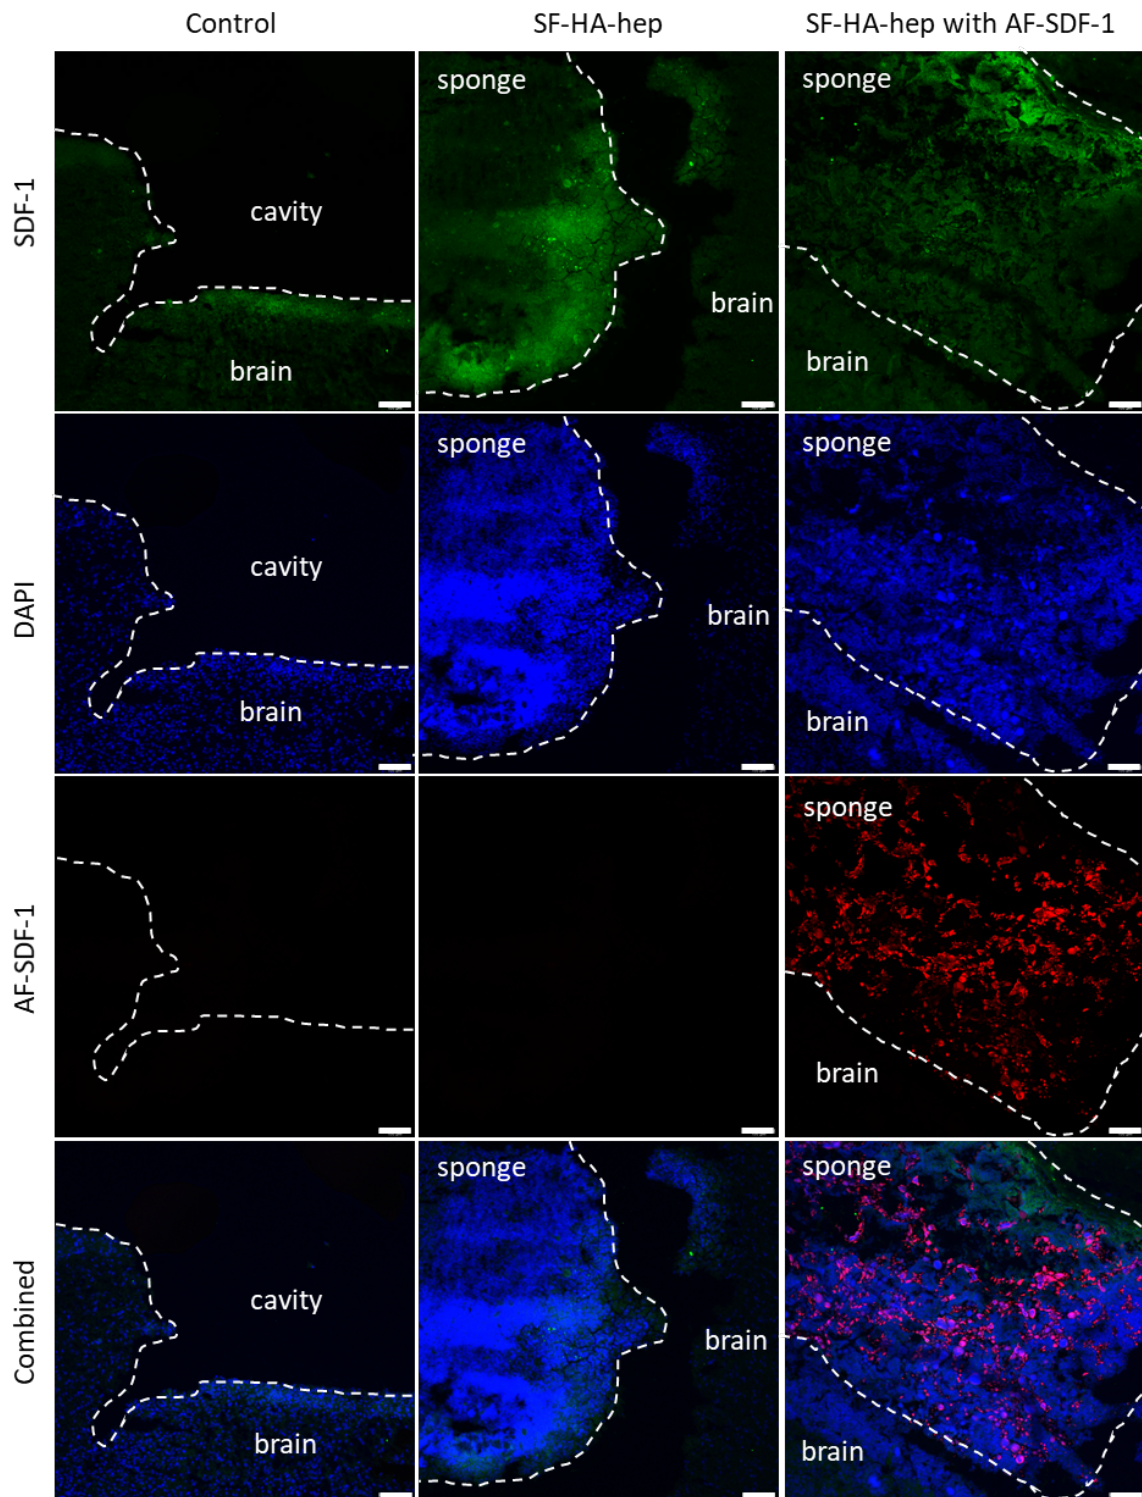 Control SF-HA-hep SF-HA-hep with AF-SDF-1
SDF-1
sponge sponge
cavity
brain
brain brain
DAPI
sponge sponge
cavity
brain
brain brain
AF-SDF-1
sponge
brain
Combined
sponge sponge
cavity
brain
brain brain